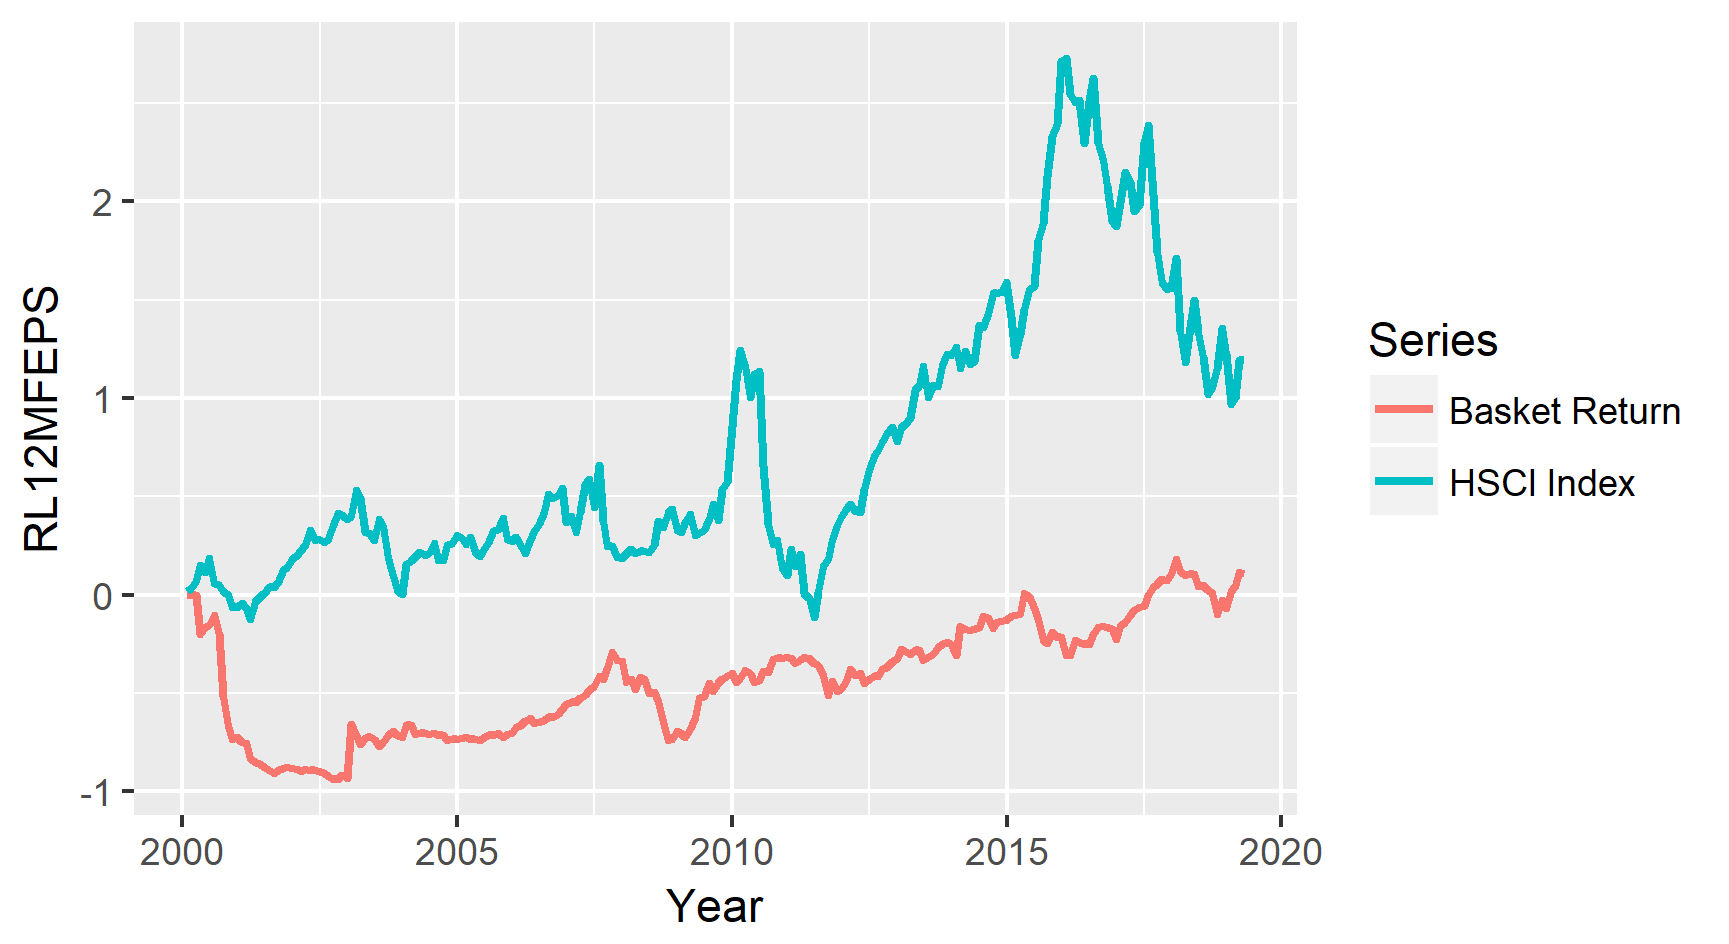 RL12MFEPS
2
1
0
-1
2000 2005 2010 2015 2020
Year
Series
Basket Return
HSCI Index